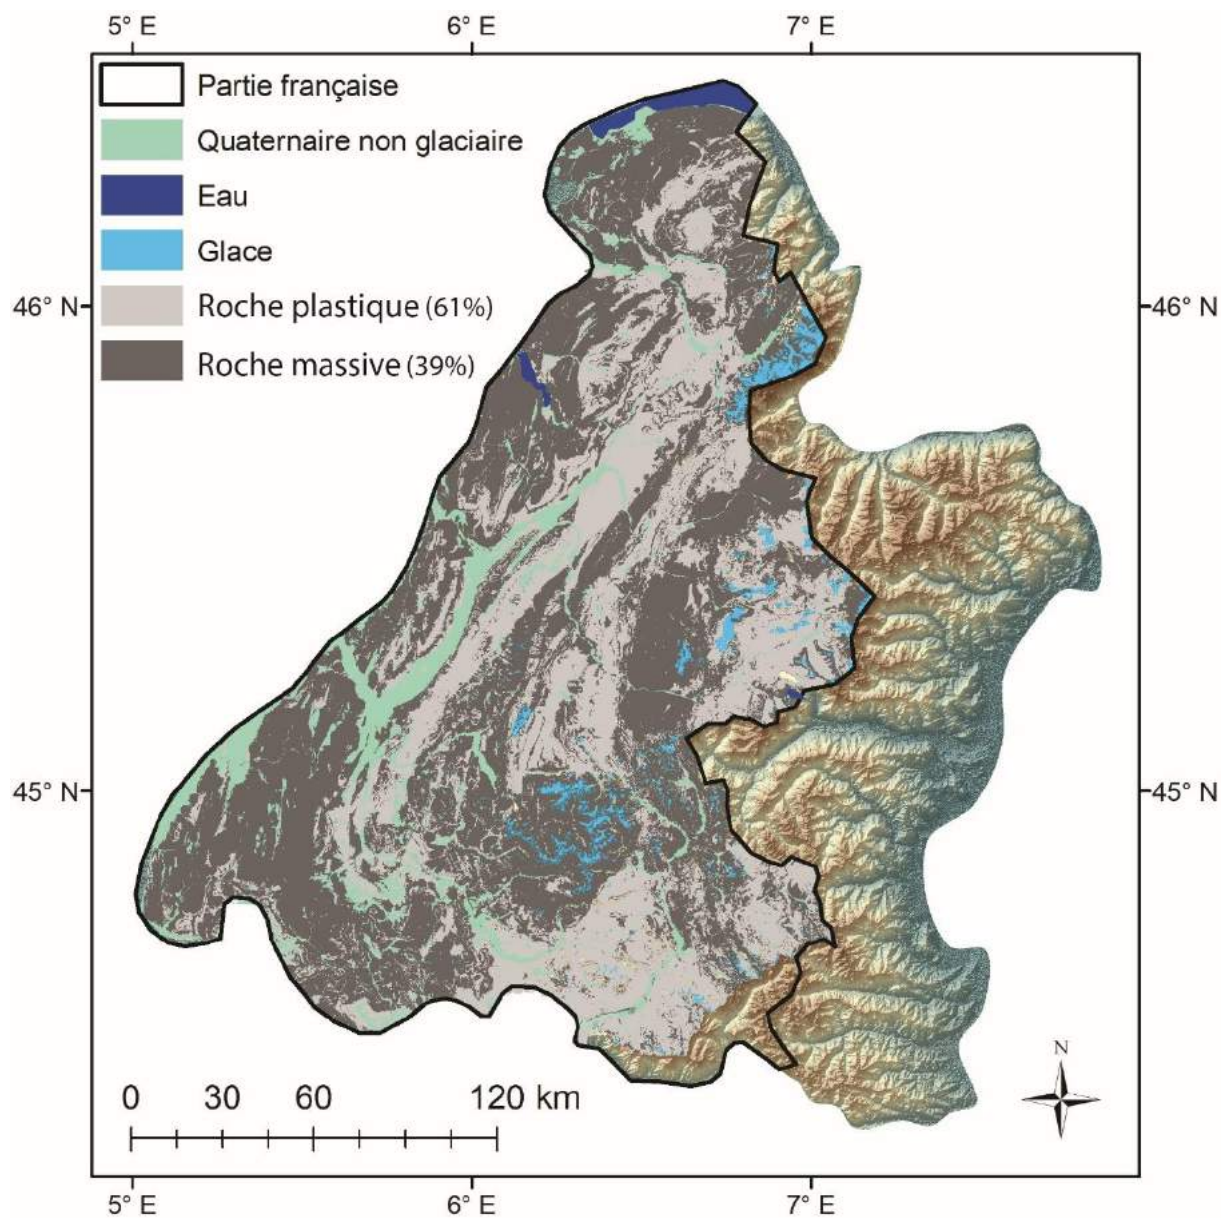 5° E 6° E 7° E
Partie française
Quaternaire non glaciaire
Eau
Glace
Roche plastique (61%)
Roche massive (39%)
46° N 46° N
45° N 45° N
N
0 30 60 120 km
5° E 6° E 7° E